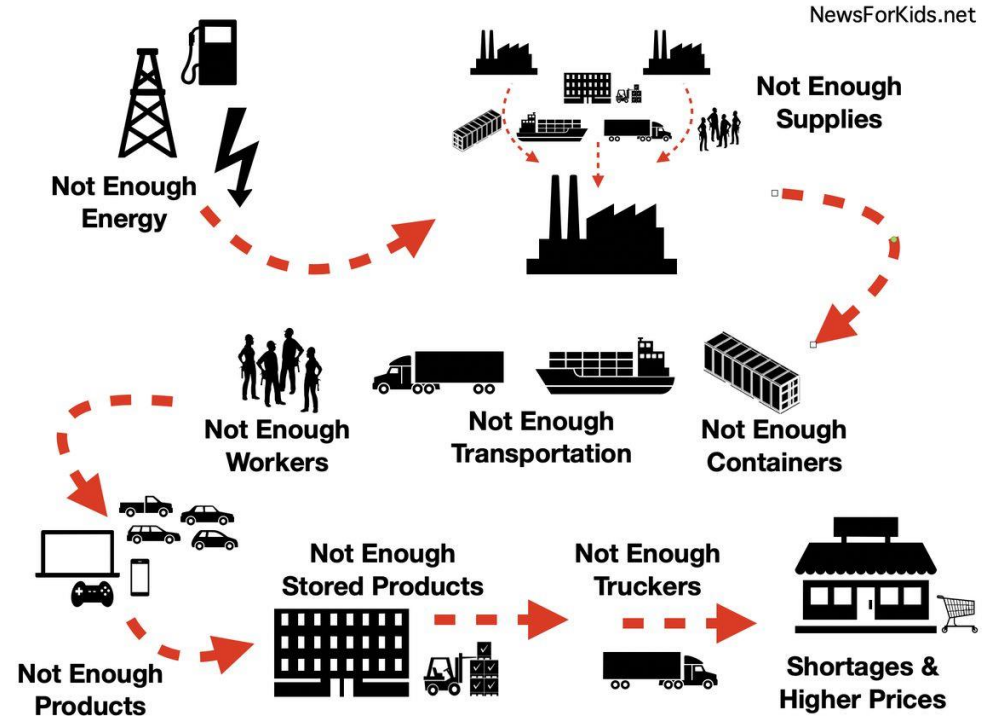 NewsForKids.net
Not Enough
Energy
Not Enough
Supplies
Not Enough
Workers
Not Enough
Transportation
Not Enough
Containers
Not Enough
Products
Not Enough
Stored Products
Not Enough
Truckers
Shortages &
Higher Prices